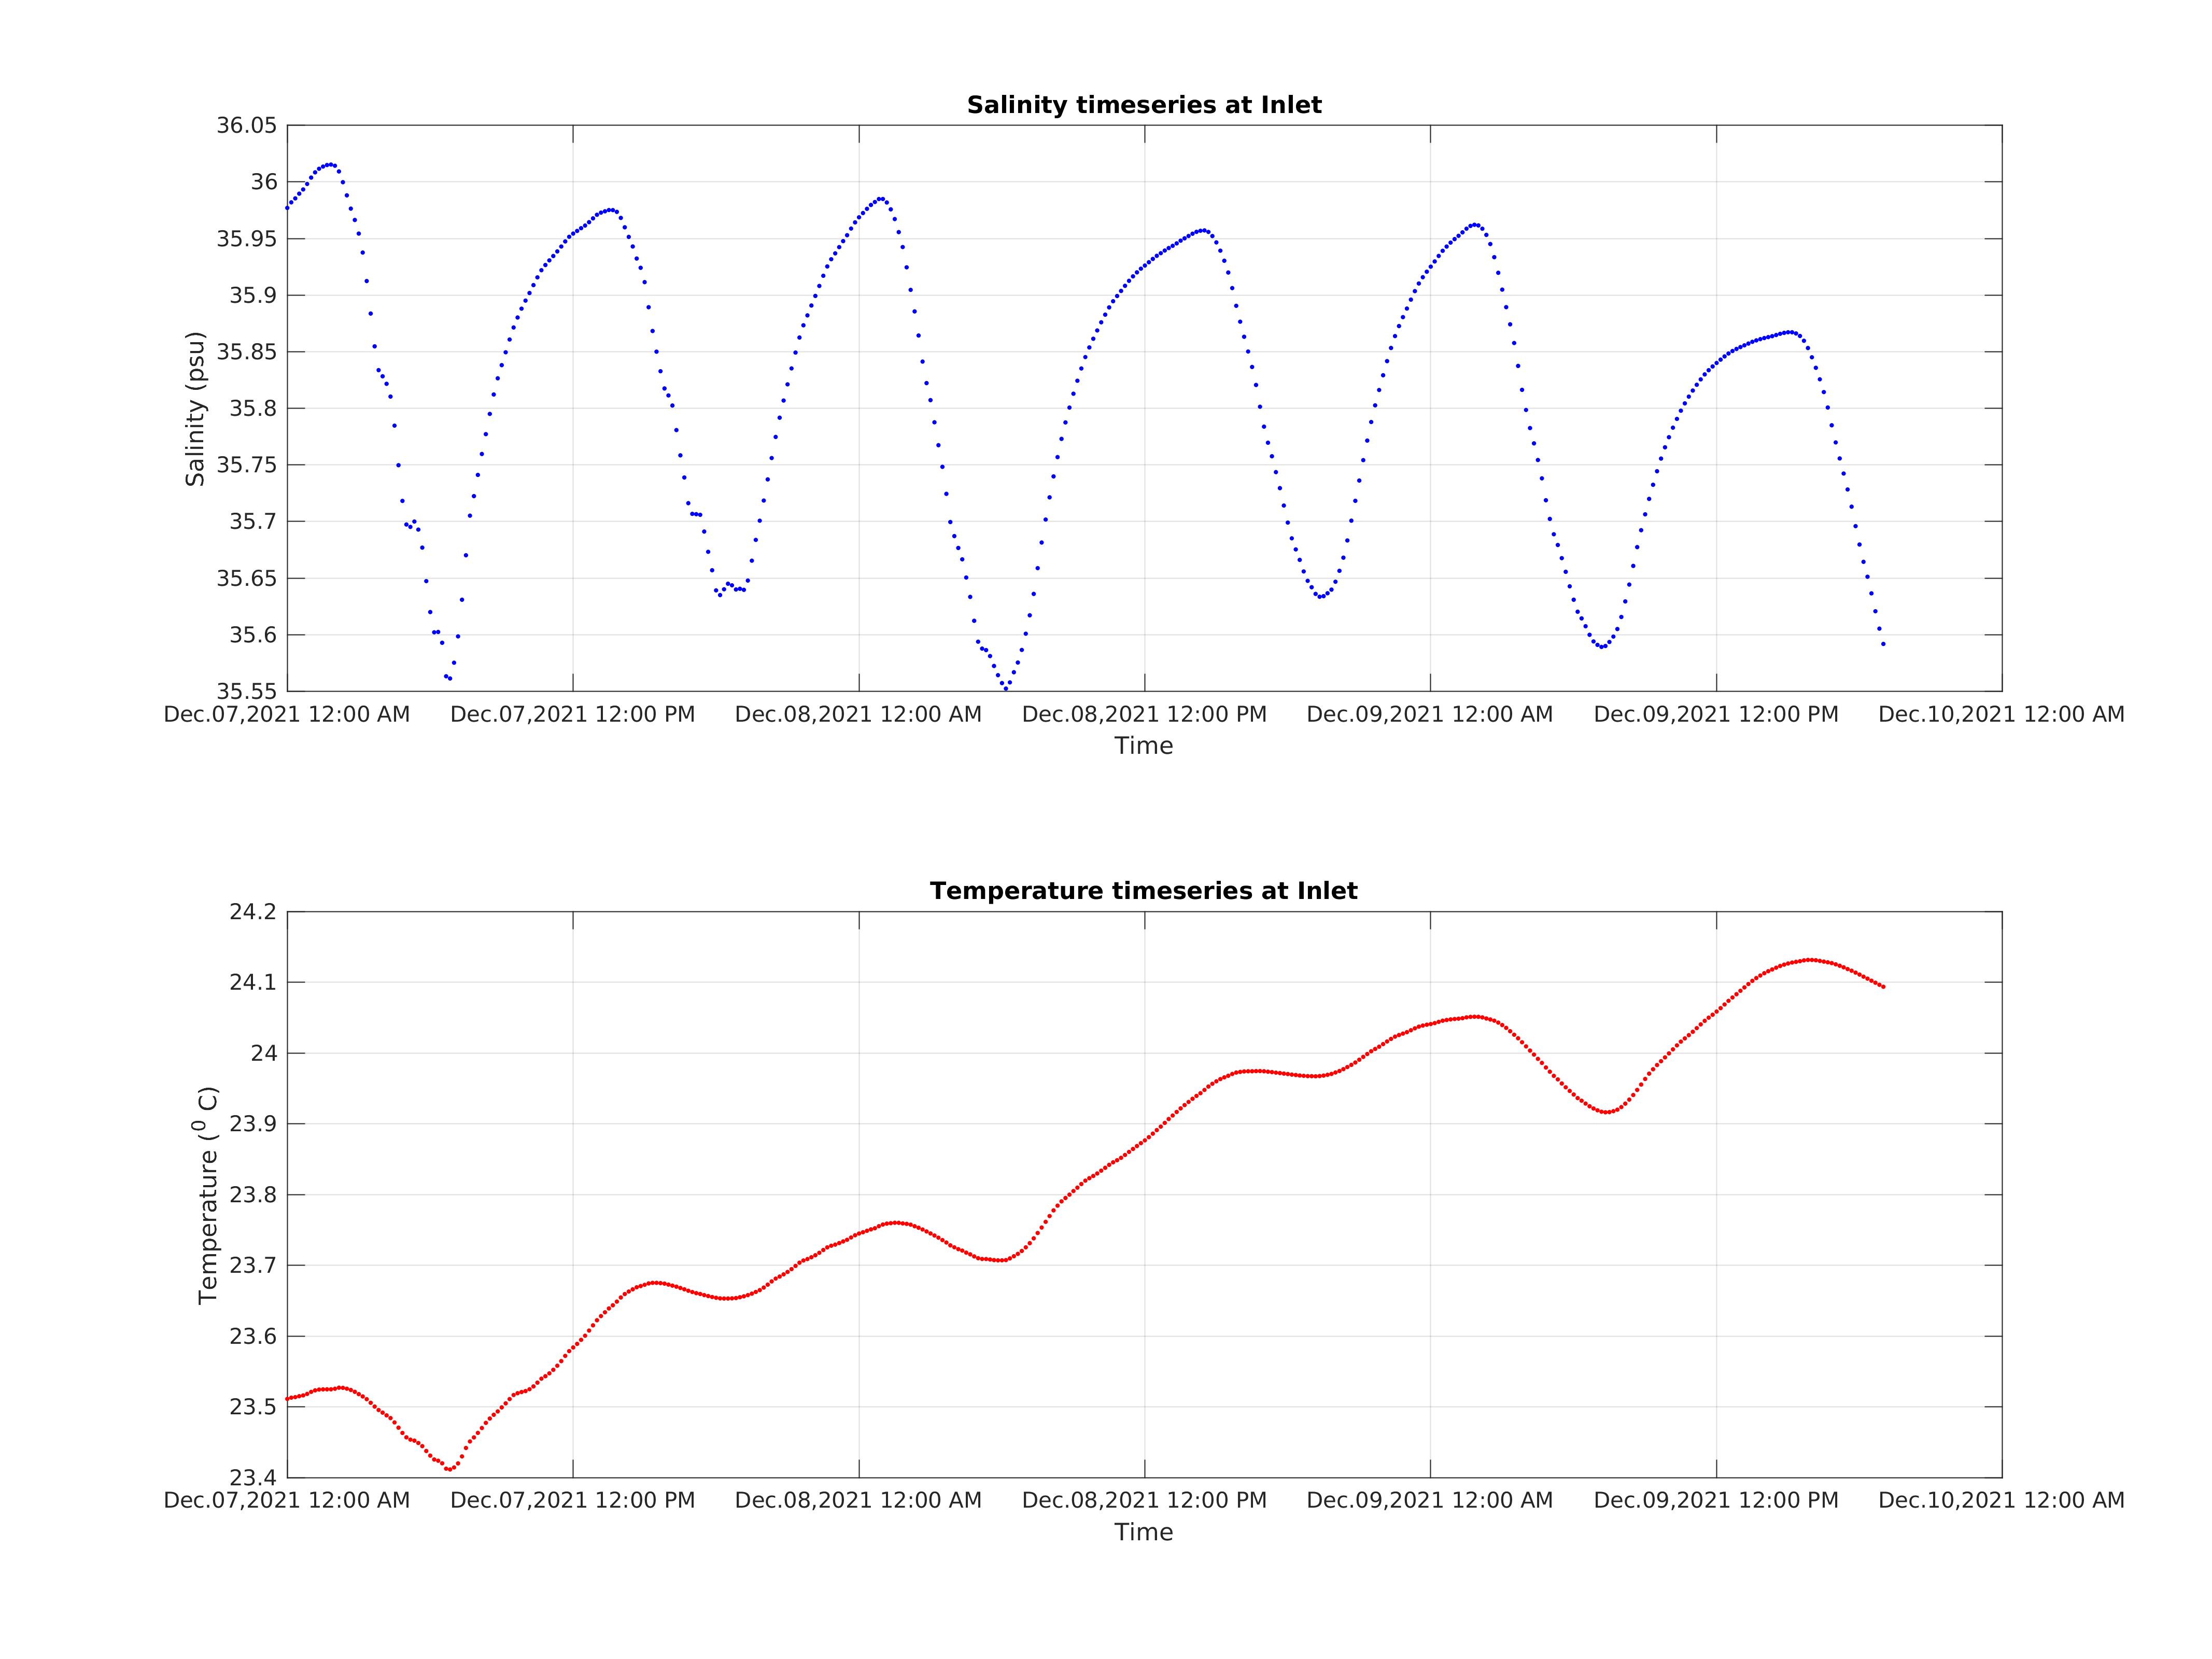 Salinity timeseries at Inlet
36.05
36
35.95
35.9
35.85
35.8
35.75
35.7
35.65
35.6
35.55
Salinity (psu)
Dec.07,2021 12:00 AM Dec.07,2021 12:00 PM Dec.08,2021 12:00 AM Dec.08,2021 12:00 PM Dec.09,2021 12:00 AM Dec.09,2021 12:00 PM Dec.10,2021 12:00 AM
Time
Temperature timeseries at Inlet
24.2
24.1
24
23.9
23.8
23.7
23.6
23.5
23.4
Temperature (⁰ C)
Dec.07,2021 12:00 AM Dec.07,2021 12:00 PM Dec.08,2021 12:00 AM Dec.08,2021 12:00 PM Dec.09,2021 12:00 AM Dec.09,2021 12:00 PM Dec.10,2021 12:00 AM
Time